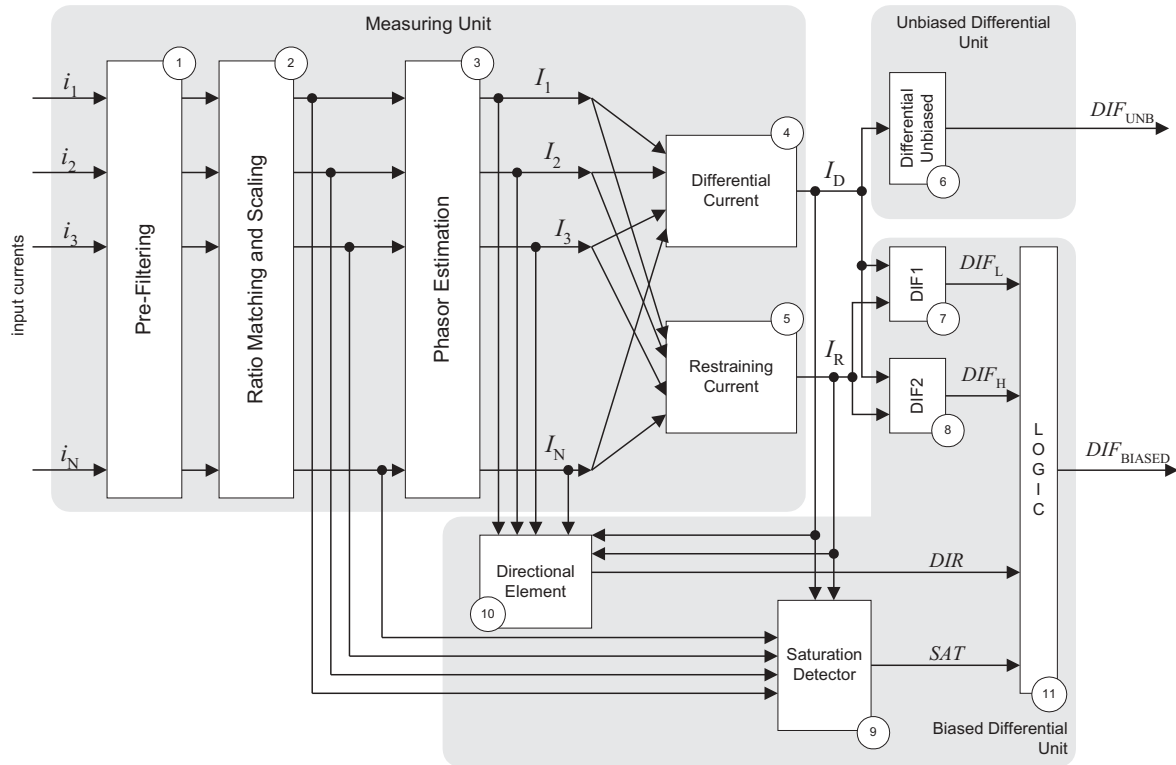 Measuring Unit
Unbiased Differential
Unit
1
2
3
i1
I1
4
6
Differential
Unbiased
DIFUNB
i2
I2
Differential
Current
ID
i3
I3
input currents
Pre-Filtering
Ratio Matching and Scaling
Phasor Estimation
5
DIF1
7
DIFL
Restraining
Current
IR
DIF2
8
DIFH
iN
IN
LOGIC
DIFBIASED
Directional
Element
10
DIR
Saturation
Detector
9
SAT
11
Biased Differential
Unit